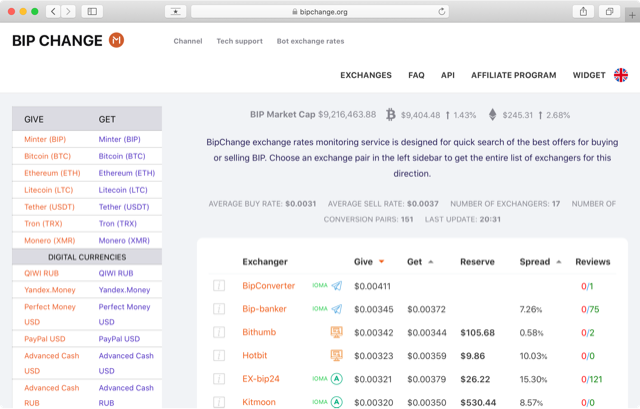 bipchange.org
BIP CHANGE
Channel Tech support Bot exchange rates
EXCHANGES FAQ API AFFILIATE PROGRAM WIDGET
GIVE GET
Minter (BIP) Minter (BIP)
Bitcoin (BTC) Bitcoin (BTC)
Ethereum (ETH) Ethereum (ETH)
Litecoin (LTC) Litecoin (LTC)
Tether (USDT) Tether (USDT)
Tron (TRX) Tron (TRX)
Monero (XMR) Monero (XMR)
DIGITAL CURRENCIES
QIWI RUB QIWI RUB
Yandex.Money Yandex.Money
Perfect Money Perfect Money
USD USD
PayPal USD PayPal USD
Advanced Cash Advanced Cash
USD USD
Advanced Cash Advanced Cash
RUB RUB
BIP Market Cap $9,216,463.88 $9,404.48 ↑ 1.43% $245.31 ↑ 2.68%
BipChange exchange rates monitoring service is designed for quick search of the best offers for buying
or selling BIP. Choose an exchange pair in the left sidebar to get the entire list of exchangers for this
direction.
AVERAGE BUY RATE: $0.0031 AVERAGE SELL RATE: $0.0037 NUMBER OF EXCHANGERS: 17 NUMBER OF
CONVERSION PAIRS: 151 LAST UPDATE: 20:31
Exchanger Give Get Reserve Spread Reviews
BipConverter IOMA $0.00411 0/1
Bip-banker IOMA $0.00345 $0.00372 7.26% 0/75
Bithumb $0.00342 $0.00344 $105.68 0.58% 0/2
Hotbit $0.00323 $0.00359 $9.86 10.03% 0/0
EX-bip24 IOMA $0.00321 $0.00379 $26.22 15.30% 0/121
Kitmoon IOMA $0.00320 $0.00350 $530.44 8.57% 0/0